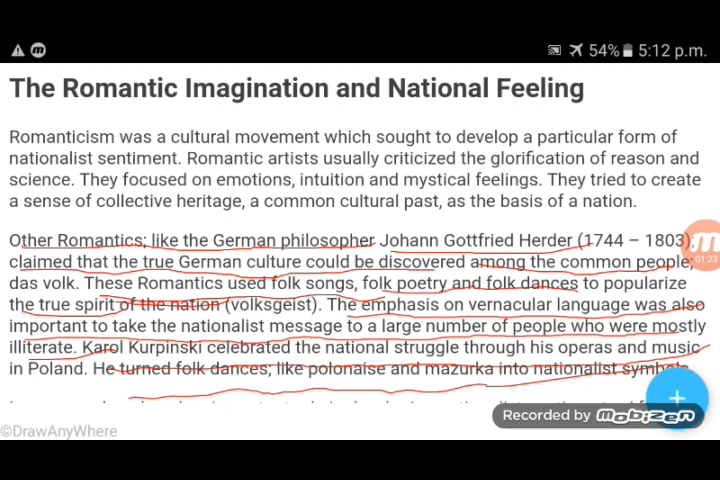 54% 5:12 p.m.
The Romantic Imagination and National Feeling
Romanticism was a cultural movement which sought to develop a particular form of
nationalist sentiment. Romantic artists usually criticized the glorification of reason and
science. They focused on emotions, intuition and mystical feelings. They tried to create
a sense of collective heritage, a common cultural past, as the basis of a nation.
Other Romantics; like the German philosopher Johann Gottfried Herder (1744 – 1803)
01:23
claimed that the true German culture could be discovered among the common people,
das volk. These Romantics used folk songs, folk poetry and folk dances to popularize
the true spirit of the nation (volksgeist). The emphasis on vernacular language was also
important to take the nationalist message to a large number of people who were mostly
illiterate. Karol Kurpinski celebrated the national struggle through his operas and music
in Poland. He turned folk dances; like polonaise and mazurka into nationalist symbols.
Recorded by mobizen
©DrawAnyWhere